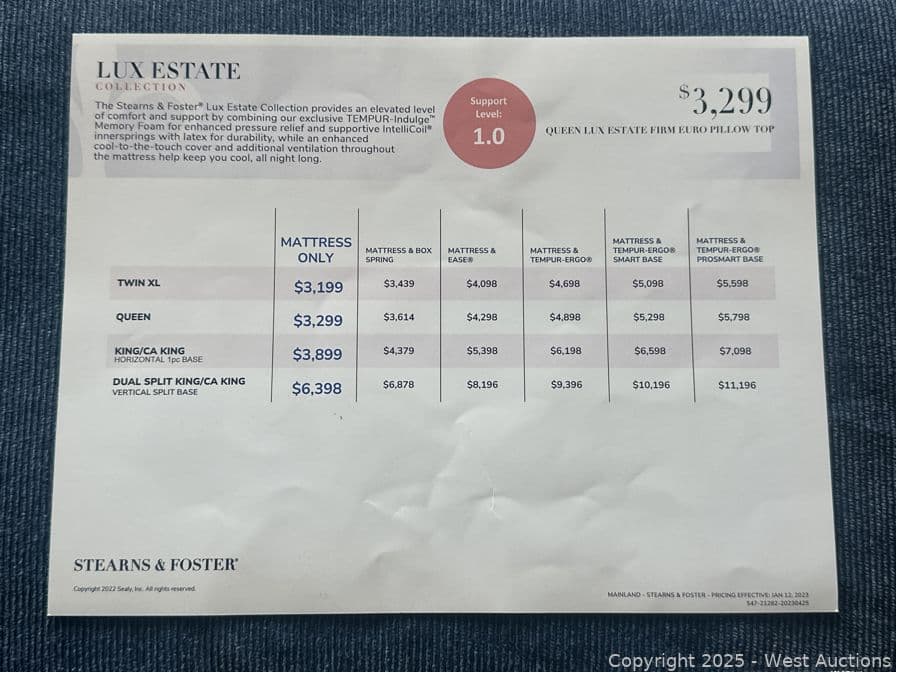 LUX ESTATE
COLLECTION
The Stearns & Foster® Lux Estate Collection provides an elevated level
of comfort and support by combining our exclusive TEMPUR-Indulge™
Memory Foam for enhanced pressure relief and supportive IntelliCoil®
innersprings with latex for durability, while an enhanced
cool-to-the-touch cover and additional ventilation throughout
the mattress help keep you cool, all night long.
Support
Level:
1.0
$3,299
QUEEN LUX ESTATE FIRM EURO PILLOW TOP
MATTRESS
ONLY
MATTRESS & BOX
SPRING
MATTRESS &
EASE®
MATTRESS &
TEMPUR-ERGO®
MATTRESS &
TEMPUR-ERGO®
SMART BASE
MATTRESS &
TEMPUR-ERGO®
PROSMART BASE
TWIN XL $3,199 $3,439 $4,098 $4,698 $5,098 $5,598
QUEEN $3,299 $3,614 $4,298 $4,898 $5,298 $5,798
KING/CA KING $3,899 $4,379 $5,398 $6,198 $6,598 $7,098
HORIZONTAL 1pc BASE
DUAL SPLIT KING/CA KING $6,398 $6,878 $8,196 $9,396 $10,196 $11,196
VERTICAL SPLIT BASE
STEARNS & FOSTER®
Copyright 2022 Sealy, Inc. All rights reserved.
MAINLAND - STEARNS & FOSTER - PRICING EFFECTIVE: JAN 12, 2023
547-21282-20230425
Copyright 2025 - West Auctions